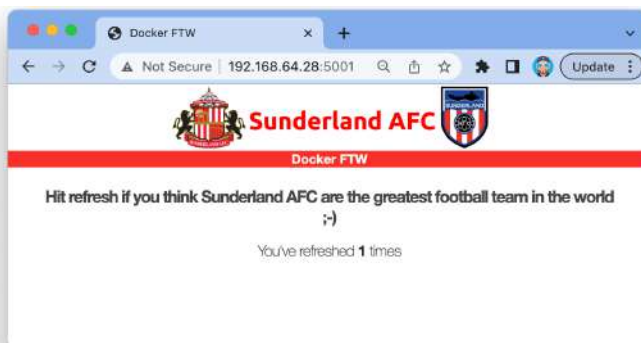 Docker FTW
Not Secure 192.168.64.28:5001
Update
Sunderland AFC
Docker FTW
Hit refresh if you think Sunderland AFC are the greatest football team in the world
;-)
You've refreshed 1 times